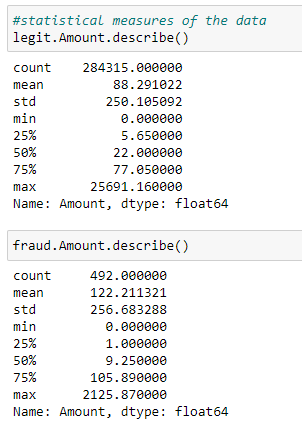 #statistical measures of the data
legit.Amount.describe()
count 284315.000000
mean 88.291022
std 250.105092
min 0.000000
25% 5.650000
50% 22.000000
75% 77.050000
max 25691.160000
Name: Amount, dtype: float64
fraud.Amount.describe()
count 492.000000
mean 122.211321
std 256.683288
min 0.000000
25% 1.000000
50% 9.250000
75% 105.890000
max 2125.870000
Name: Amount, dtype: float64